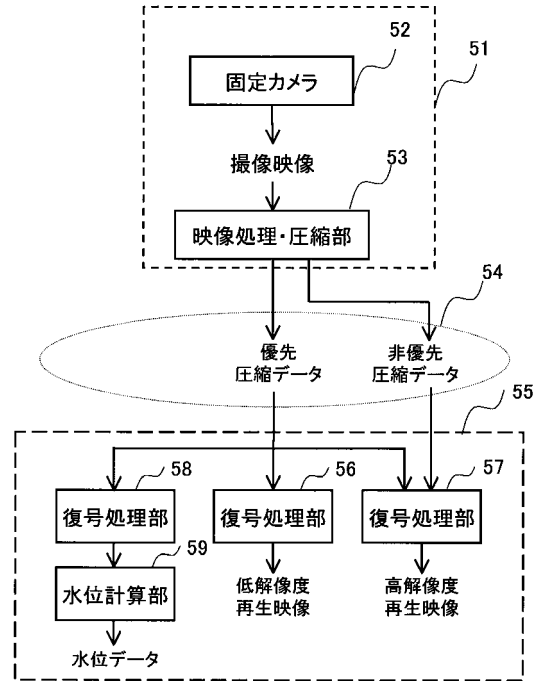 52
51
固定カメラ
撮像映像
53
映像処理・圧縮部
54
優先
圧縮データ
非優先
圧縮データ
55
58
56
57
復号処理部
復号処理部
復号処理部
59
水位計算部
低解像度
再生映像
高解像度
再生映像
水位データ